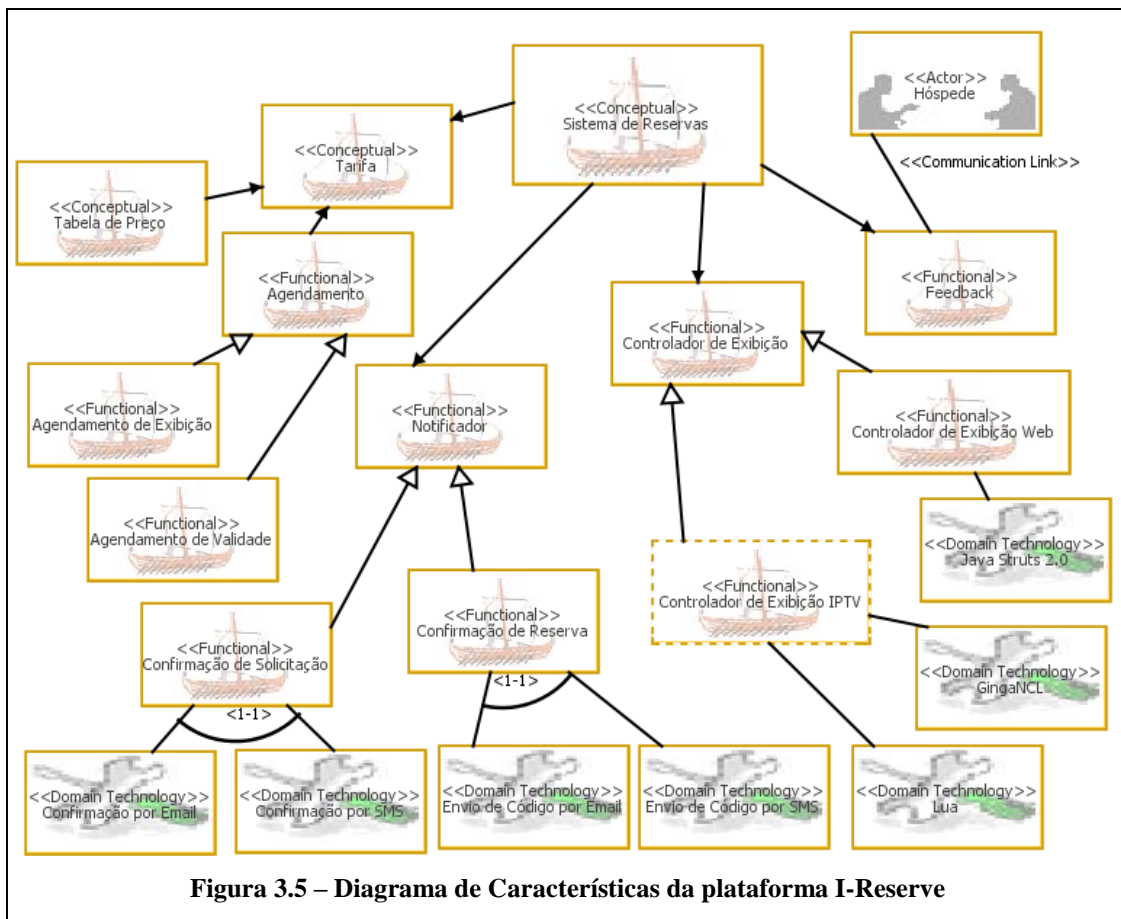 <<Actor>>
Hóspede
<<Conceptual>>
Sistema de Reservas
<<Conceptual>>
Tarifa
<<Communication Link>>
<<Conceptual>>
Tabela de Preço
<<Functional>>
Agendamento
<<Functional>>
Feedback
<<Functional>>
Controlador de Exibição
<<Functional>>
Agendamento de Exibição
<<Functional>>
Notificador
<<Functional>>
Controlador de Exibição Web
<<Functional>>
Agendamento de Validade
<<Domain Technology>>
Java Struts 2.0
<<Functional>>
Controlador de Exibição IPTV
<<Functional>>
Confirmação de Reserva
<<Functional>>
Confirmação de Solicitação
<<Domain Technology>>
GingaNCL
<1-1>
<1-1>
<<Domain Technology>>
Confirmação por Email
<<Domain Technology>>
Confirmação por SMS
<<Domain Technology>>
Envio de Código por Email
<<Domain Technology>>
Envio de Código por SMS
<<Domain Technology>>
Lua
Figura 3.5 – Diagrama de Características da plataforma I-Reserve